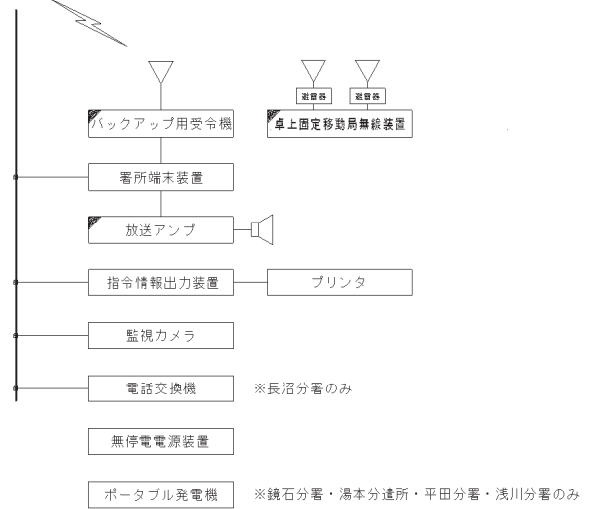 避雷器 避雷器
バックアップ用受令機 卓上固定移動局無線装置
署所端末装置
放送アンプ
指令情報出力装置 プリンタ
監視カメラ
電話交換機 ※長沼分署のみ
無停電電源装置
ポータブル発電機 ※鏡石分署・湯本分遣所・平田分署・浅川分署のみ